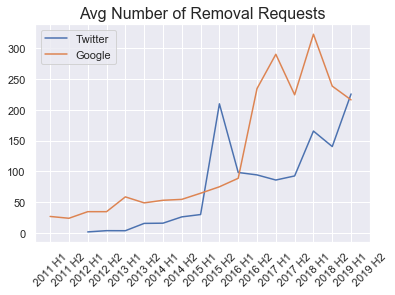 Avg Number of Removal Requests
Twitter
Google
300
250
200
150
100
50
0
2011 H1
2011 H2
2012 H1
2012 H2
2013 H1
2013 H2
2014 H1
2014 H2
2015 H1
2015 H2
2016 H1
2016 H2
2017 H1
2017 H2
2018 H1
2018 H2
2019 H1
2019 H2